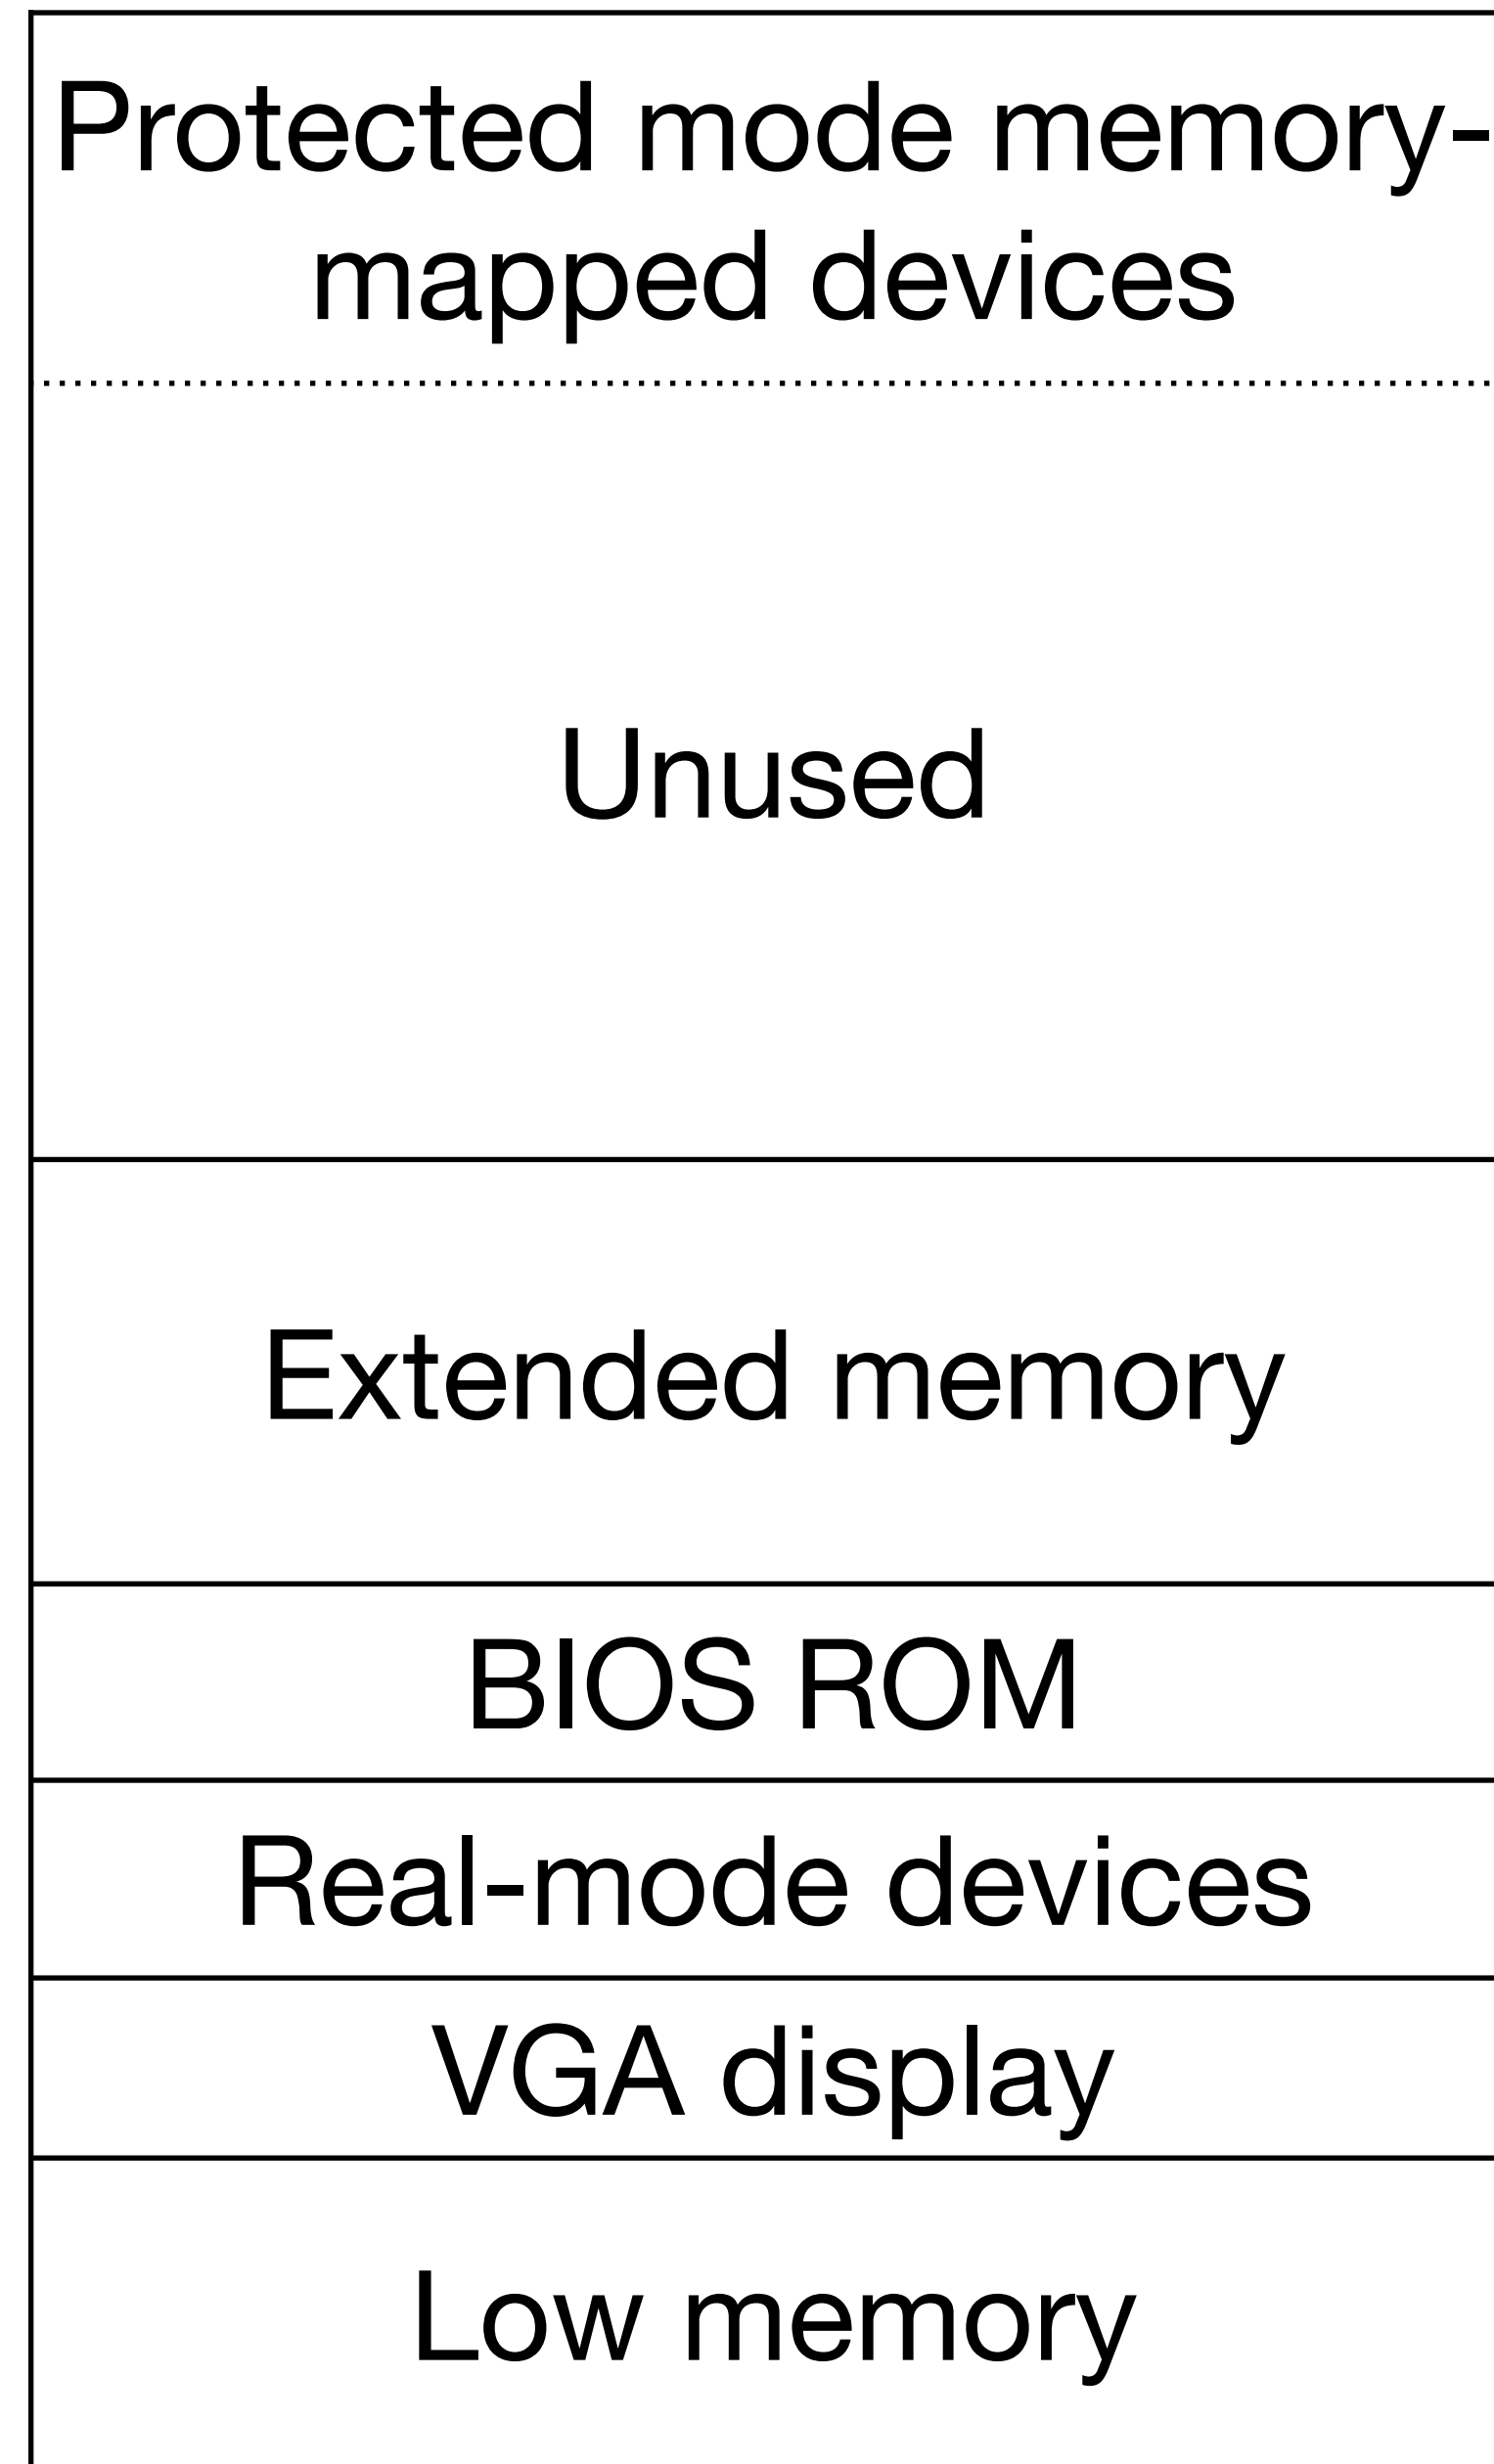 Protected mode memory-
mapped devices
Unused
Extended memory
BIOS ROM
Real-mode devices
VGA display
Low memory